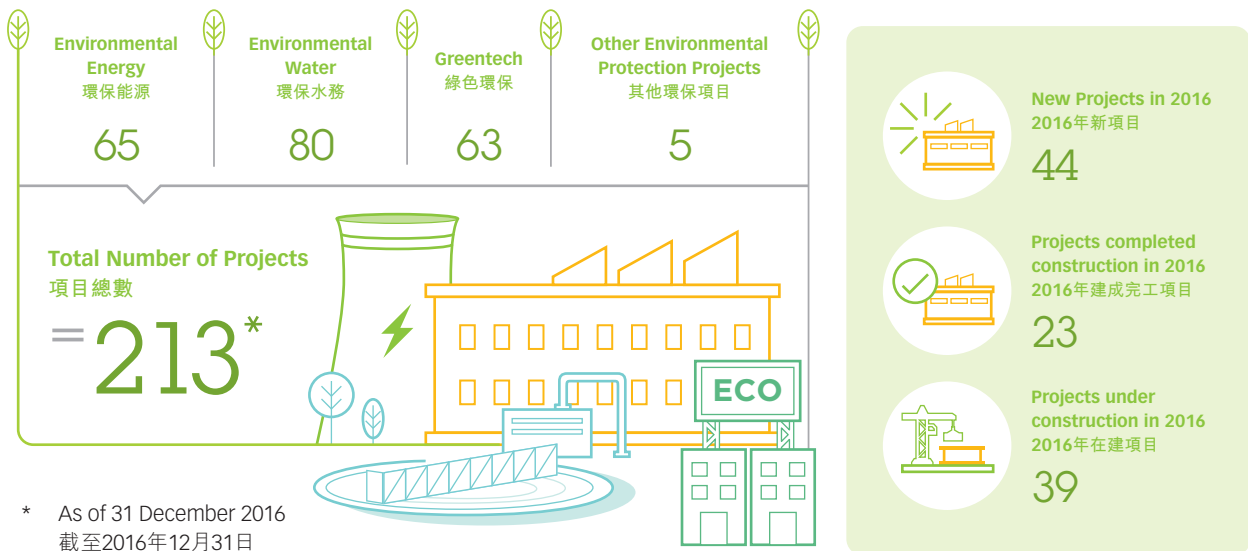 Environmental
Energy
環保能源
65
Environmental
Water
環保水務
80
Greentech
綠色環保
63
Other Environmental
Protection Projects
其他環保項目
5
Total Number of Projects
項目總數
=213*
ECO
* As of 31 December 2016
截至2016年12月31日
New Projects in 2016
2016年新項目
44
Projects completed
construction in 2016
2016年建成完工項目
23
Projects under
construction in 2016
2016年在建項目
39